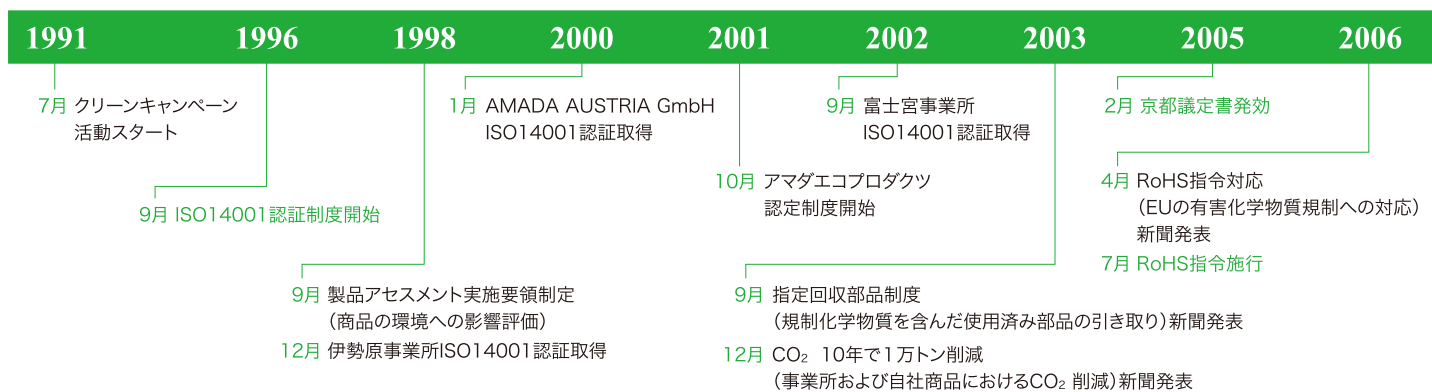 1991 1996 1998 2000 2001 2002 2003 2005 2006
7月 クリーンキャンペーン
活動スタート
9月 ISO14001認証制度開始
9月 製品アセスメント実施要領制定
（商品の環境への影響評価）
12月 伊勢原事業所ISO14001認証取得
1月 AMADA AUSTRIA GmbH
ISO14001認証取得
10月 アマダエコプロダクツ
認定制度開始
9月 富士宮事業所
ISO14001認証取得
9月 指定回収部品制度
（規制化学物質を含んだ使用済み部品の引き取り）新聞発表
12月 CO₂ 10年で1万トン削減
（事業所および自社商品におけるCO₂ 削減）新聞発表
2月 京都議定書発効
4月 RoHS指令対応
（EUの有害化学物質規制への対応）
新聞発表
7月 RoHS指令施行